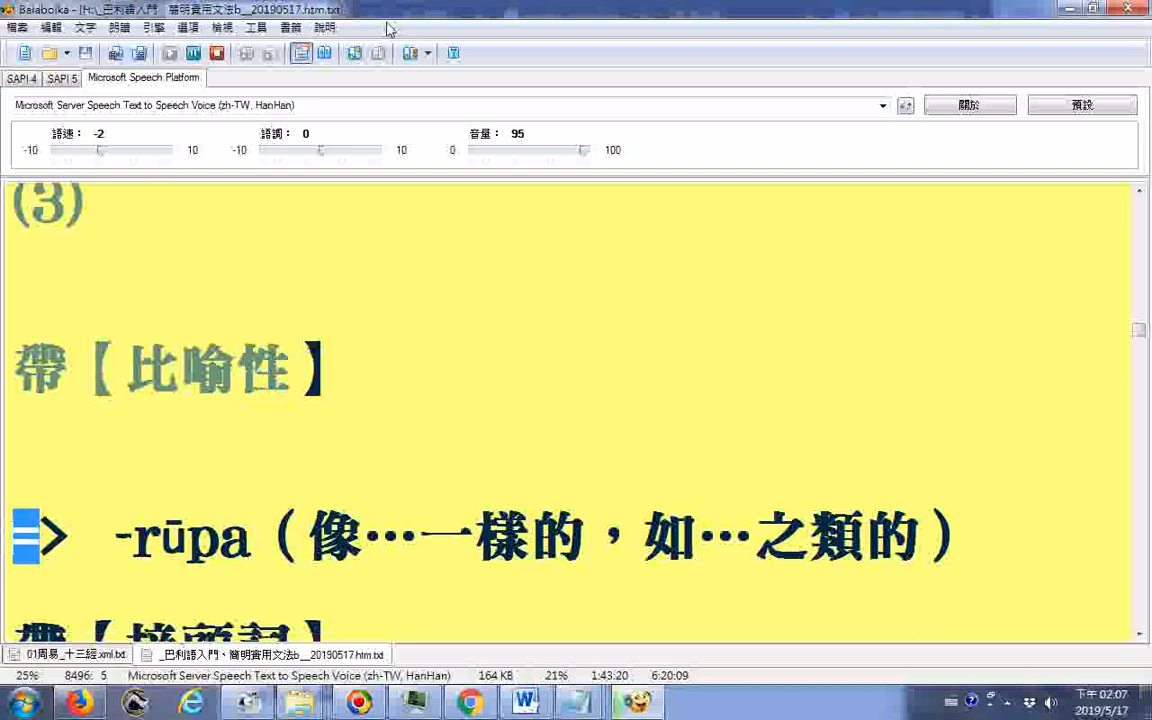 Balabolka - [H:\_巴利語入門、簡明實用文法b__20190517.htm.txt]
檔案 編輯 文字 朗讀 引擎 選項 檢視 工具 書籤 說明
SAPI 4 SAPI 5 Microsoft Speech Platform
Microsoft Server Speech Text to Speech Voice (zh-TW, HanHan) 關於 預設
語速： -2 語調： 0 音量： 95
-10 10 -10 10 0 100
(3)
帶【比喻性】
=> -rūpa（像…一樣的，如…之類的）
帶【接頭詞】
01周易_十三經.xml.txt _巴利語入門、簡明實用文法b__20190517.htm.txt
25% 8496: 5 Microsoft Server Speech Text to Speech Voice (zh-TW, HanHan) 164 KB 21% 1:43:20 6:20:09
下午 02:07
2019/5/17